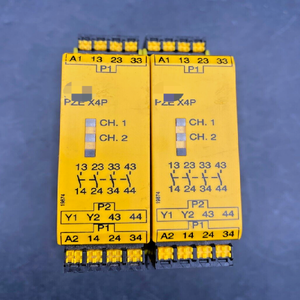 A1 13 23 33
P1
PZE X4P
CH. 1
CH. 2
13 23 33 43
14 24 34 44
P2
Y1 Y2 43 44
P1
A2 14 24 34
A1 13 23 33
P1
PZE X4P
CH. 1
CH. 2
13 23 33 43
14 24 34 44
P2
Y1 Y2 43 44
P1
A2 14 24 34